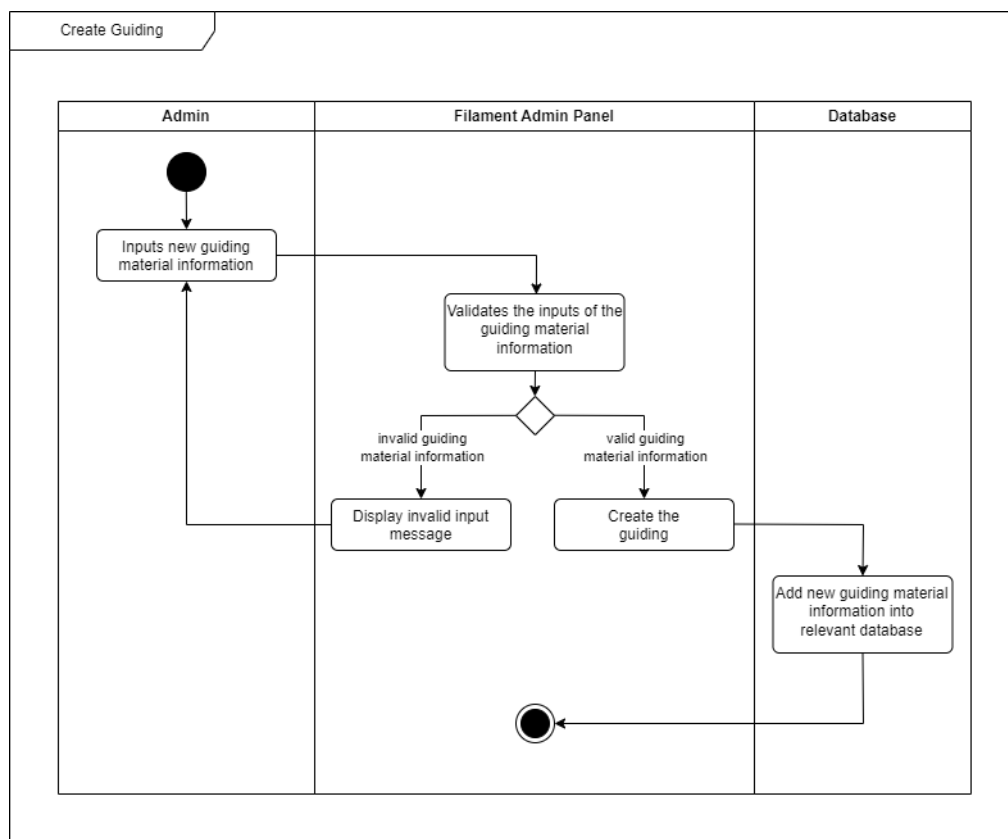 Create Guiding
Admin
Filament Admin Panel
Database
Inputs new guiding
material information
Validates the inputs of the
guiding material
information
invalid guiding
material information
valid guiding
material information
Display invalid input
message
Create the
guiding
Add new guiding material
information into
relevant database